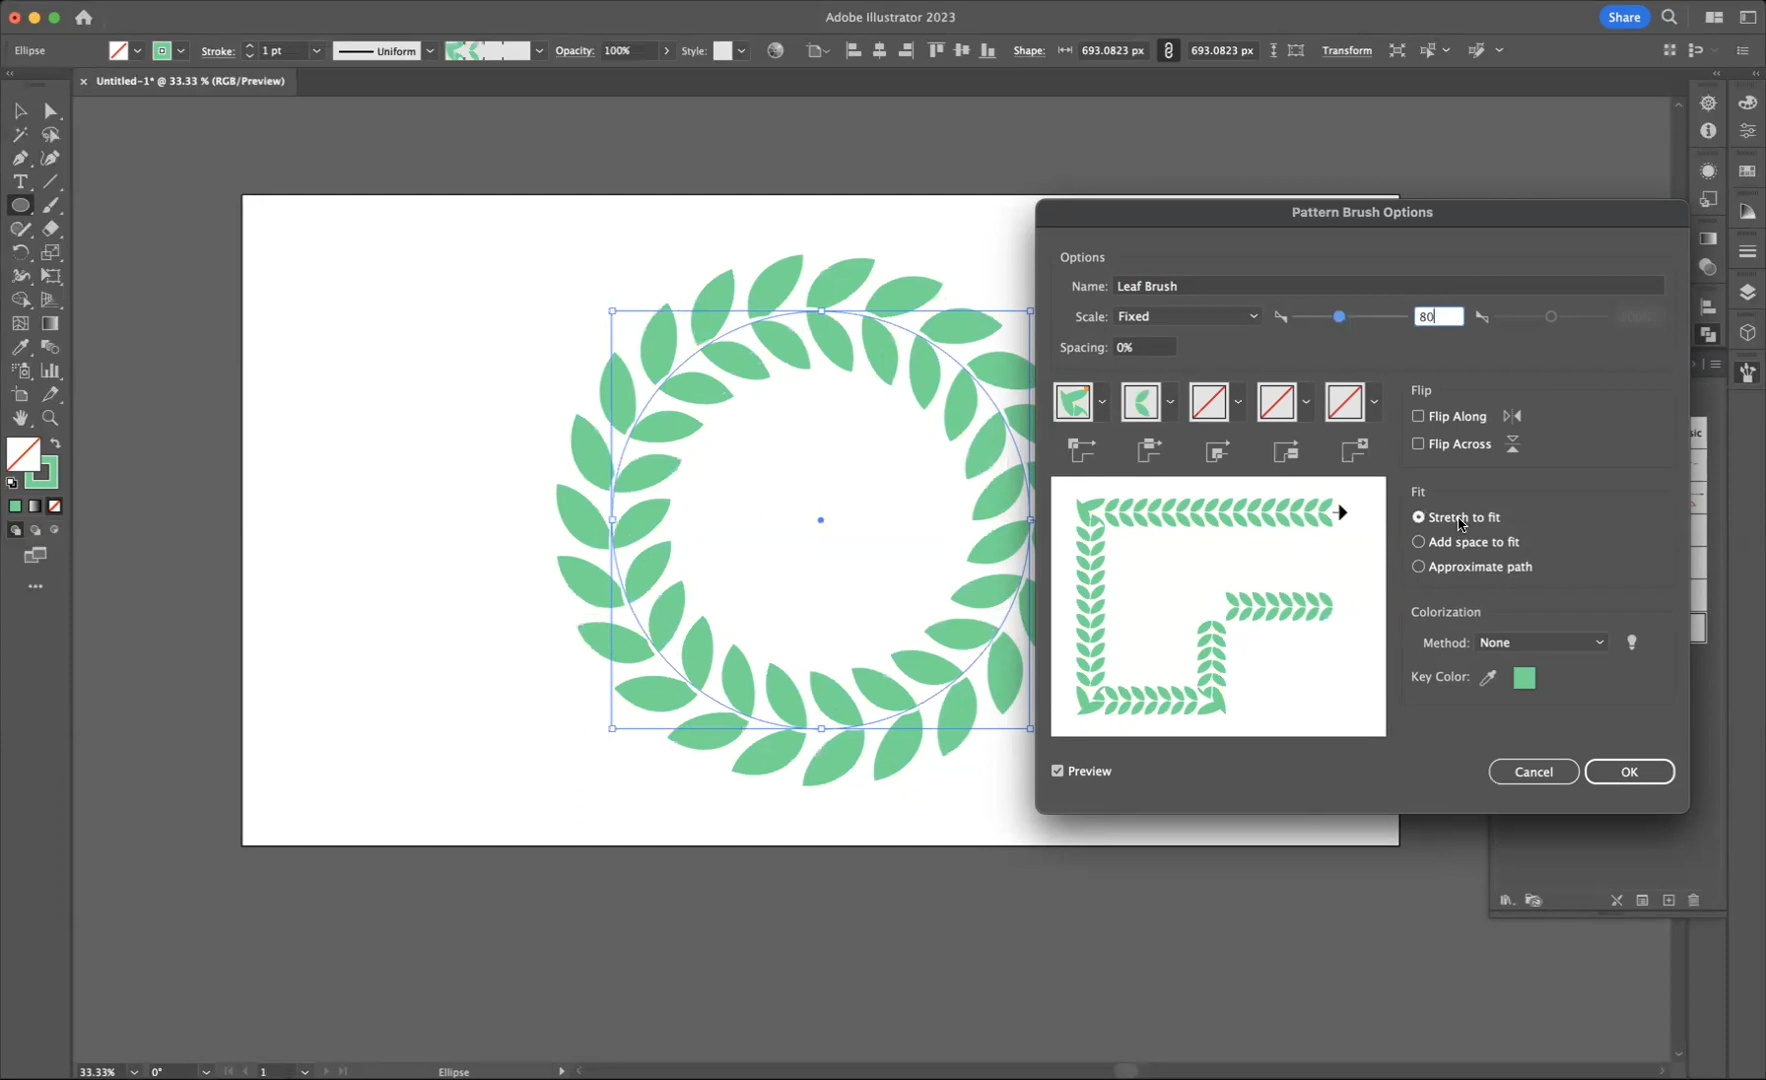 Adobe Illustrator 2023
Share
Ellipse
Stroke: 1 pt
Uniform
Opacity: 100%
Style:
Shape: 693.0823 px
693.0823 px
Transform
× Untitled-1* @ 33.33 % (RGB/Preview)
Pattern Brush Options
Options
Name: Leaf Brush
Scale: Fixed
80
Spacing: 0%
Flip
Flip Along
Flip Across
sic
Fit
Stretch to fit
Add space to fit
Approximate path
Colorization
Method: None
Key Color:
Preview
Cancel
OK
33.33%
0°
1
Ellipse